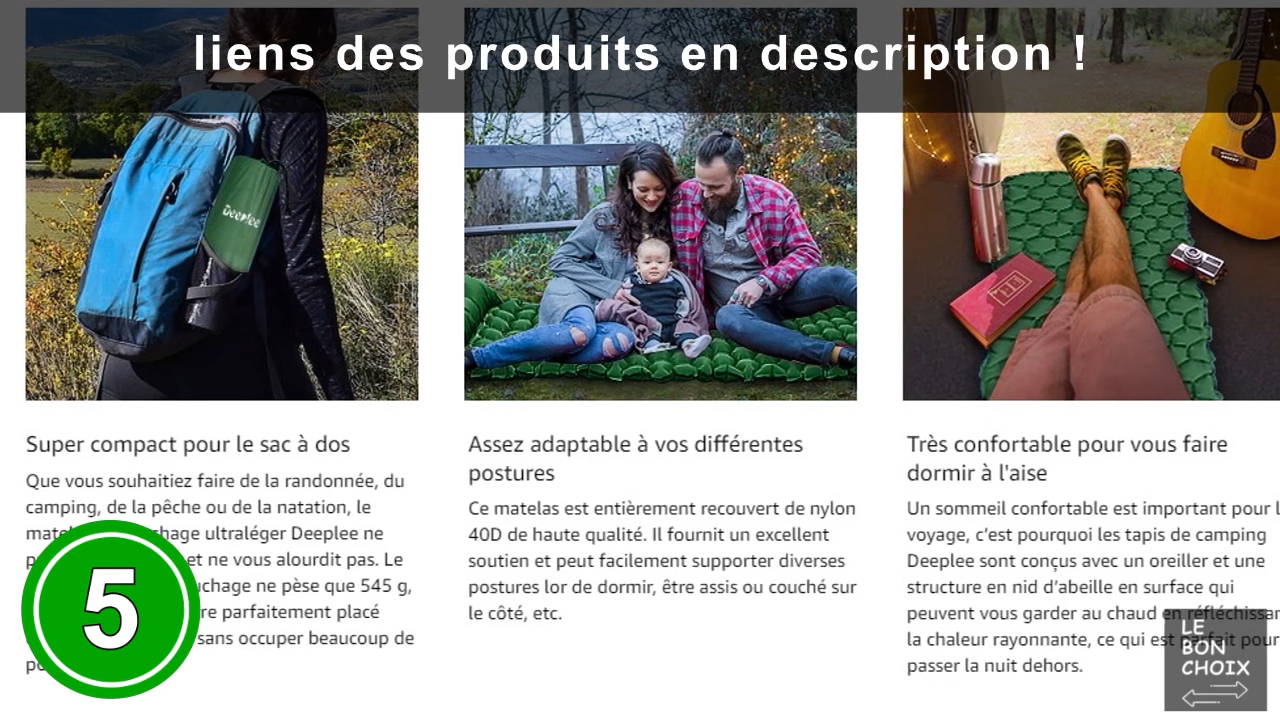 liens des produits en description !
Deeplee
Super compact pour le sac à dos
Que vous souhaitiez faire de la randonnée, du
camping, de la pêche ou de la natation, le
hage ultraléger Deeplee ne
et ne vous alourdit pas. Le
uchage ne pèse que 545 g,
re parfaitement placé
sans occuper beaucoup de
5
Assez adaptable à vos différentes
postures
Ce matelas est entièrement recouvert de nylon
40D de haute qualité. Il fournit un excellent
soutien et peut facilement supporter diverses
postures lor de dormir, être assis ou couché sur
le côté, etc.
Très confortable pour vous faire
dormir à l'aise
Un sommeil confortable est important pour l
voyage, c’est pourquoi les tapis de camping
Deeplee sont conçus avec un oreiller et une
structure en nid d’abeille en surface qui
peuvent vous garder au chaud en réfléchissan
la chaleur rayonnante, ce qui est parfait pour
passer la nuit dehors.
LE
BON
CHOIX